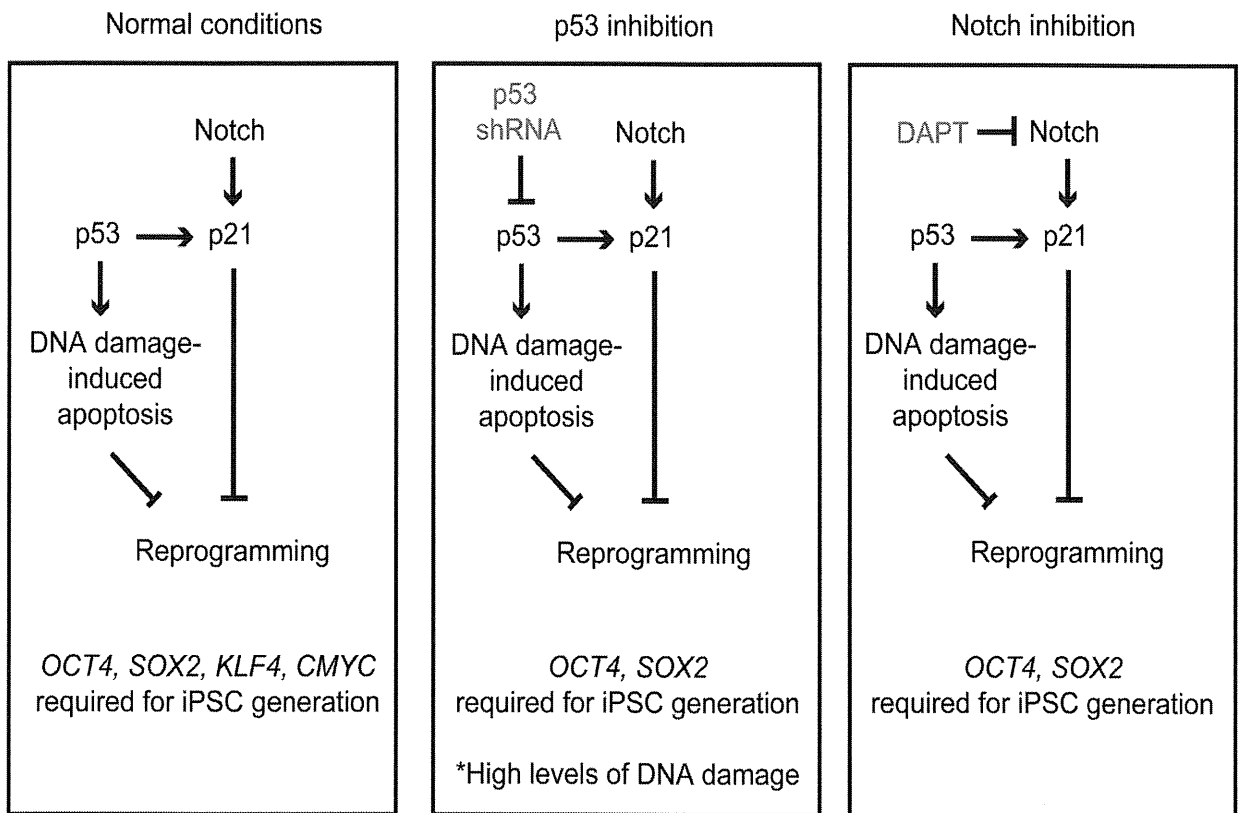 Normal conditions
Notch
p53
p21
DNA damage-
induced
apoptosis
Reprogramming
OCT4, SOX2, KLF4, CMYC
required for iPSC generation
p53 inhibition
p53
shRNA
Notch
p53
p21
DNA damage-
induced
apoptosis
Reprogramming
OCT4, SOX2
required for iPSC generation
*High levels of DNA damage
Notch inhibition
DAPT
Notch
p53
p21
DNA damage-
induced
apoptosis
Reprogramming
OCT4, SOX2
required for iPSC generation